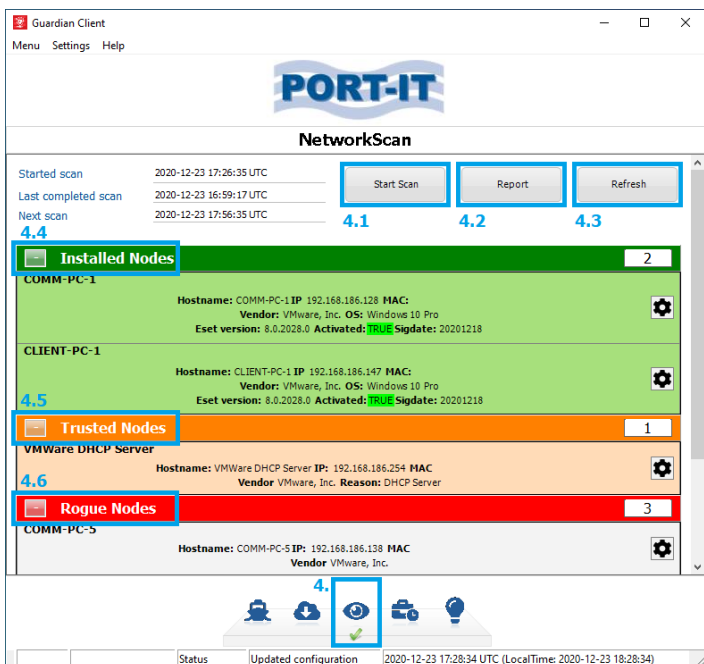 Guardian Client
Menu Settings Help
PORT-IT
NetworkScan
Started scan 2020-12-23 17:26:35 UTC
Last completed scan 2020-12-23 16:59:17 UTC
Next scan 2020-12-23 17:56:35 UTC
Start Scan Report Refresh
4.1 4.2 4.3
4.4
- Installed Nodes 2
COMM-PC-1
Hostname: COMM-PC-1 IP 192.168.186.128 MAC:
Vendor: VMware, Inc. OS: Windows 10 Pro
Eset version: 8.0.2028.0 Activated: TRUE Sigdate: 20201218
CLIENT-PC-1
Hostname: CLIENT-PC-1 IP 192.168.186.147 MAC:
Vendor: VMware, Inc. OS: Windows 10 Pro
Eset version: 8.0.2028.0 Activated: TRUE Sigdate: 20201218
4.5
- Trusted Nodes 1
VMWare DHCP Server
Hostname: VMWare DHCP Server IP: 192.168.186.254 MAC
Vendor VMware, Inc. Reason: DHCP Server
4.6
- Rogue Nodes 3
COMM-PC-5
Hostname: COMM-PC-5 IP: 192.168.186.138 MAC
Vendor VMware, Inc.
4.
Status Updated configuration 2020-12-23 17:28:34 UTC (LocalTime: 2020-12-23 18:28:34)